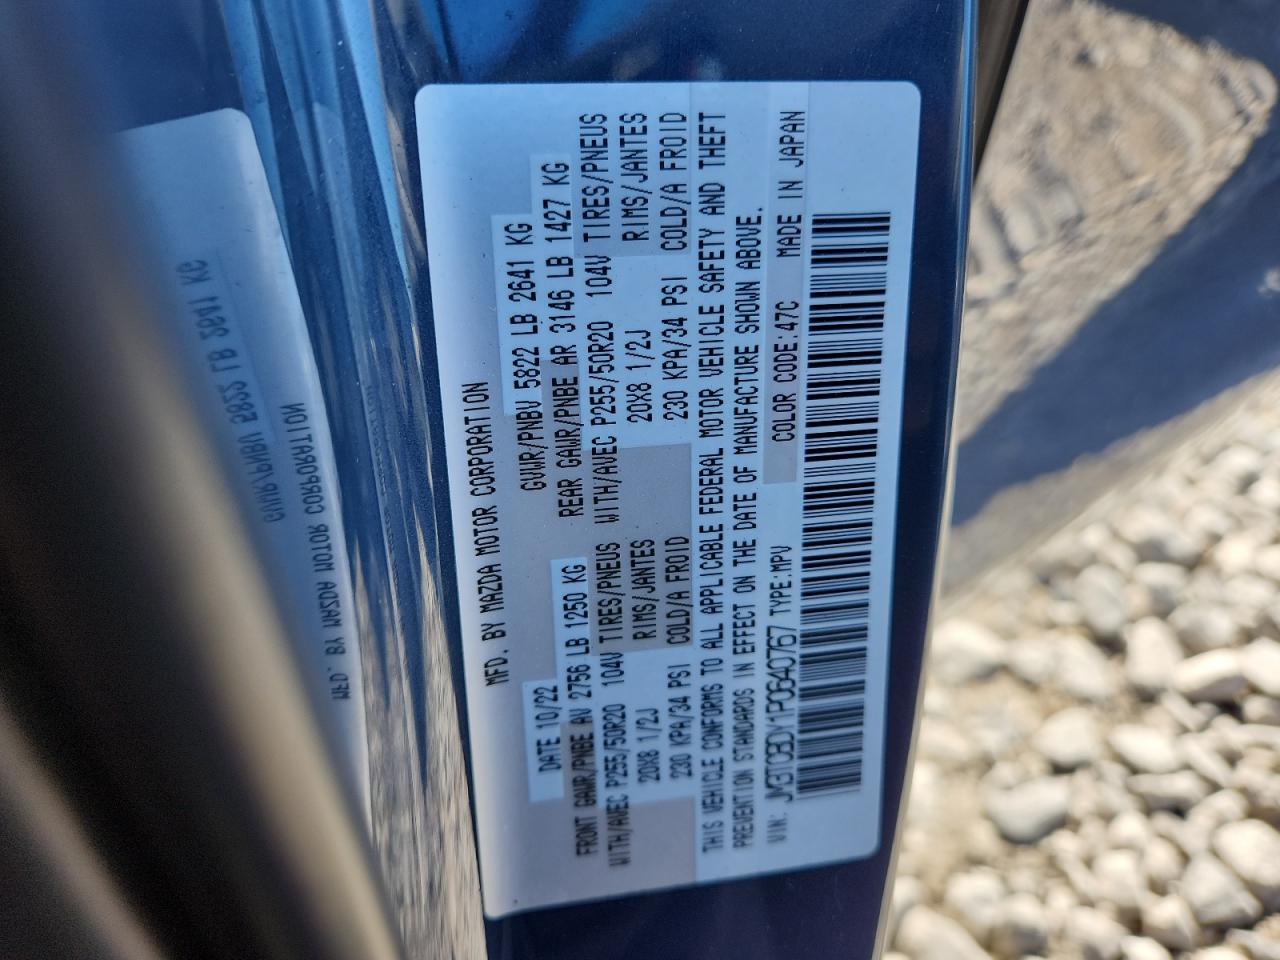 MFD. BY MAZDA MOTOR CORPORATION
DATE 10/22 GVWR/PNBV 5822 LB 2641 KG
FRONT GAWR/PNBE AV 2756 LB 1250 KG REAR GAWR/PNBE AR 3146 LB 1427 KG
WITH/AVEC P255/50R20 104V TIRES/PNEUS WITH/AVEC P255/50R20 104V TIRES/PNEUS
20X8 1/2J RIMS/JANTES 20X8 1/2J RIMS/JANTES
230 KPA/34 PSI COLD/A FROID 230 KPA/34 PSI COLD/A FROID
THIS VEHICLE CONFORMS TO ALL APPLICABLE FEDERAL MOTOR VEHICLE SAFETY AND THEFT
PREVENTION STANDARDS IN EFFECT ON THE DATE OF MANUFACTURE SHOWN ABOVE.
VIN: JM3TCBDY1P0640767 TYPE:MPV COLOR CODE:47C MADE IN JAPAN
MFD. BY MAZDA MOTOR CORPORATION
GVWR/PNBV 5822 LB 2641 KG